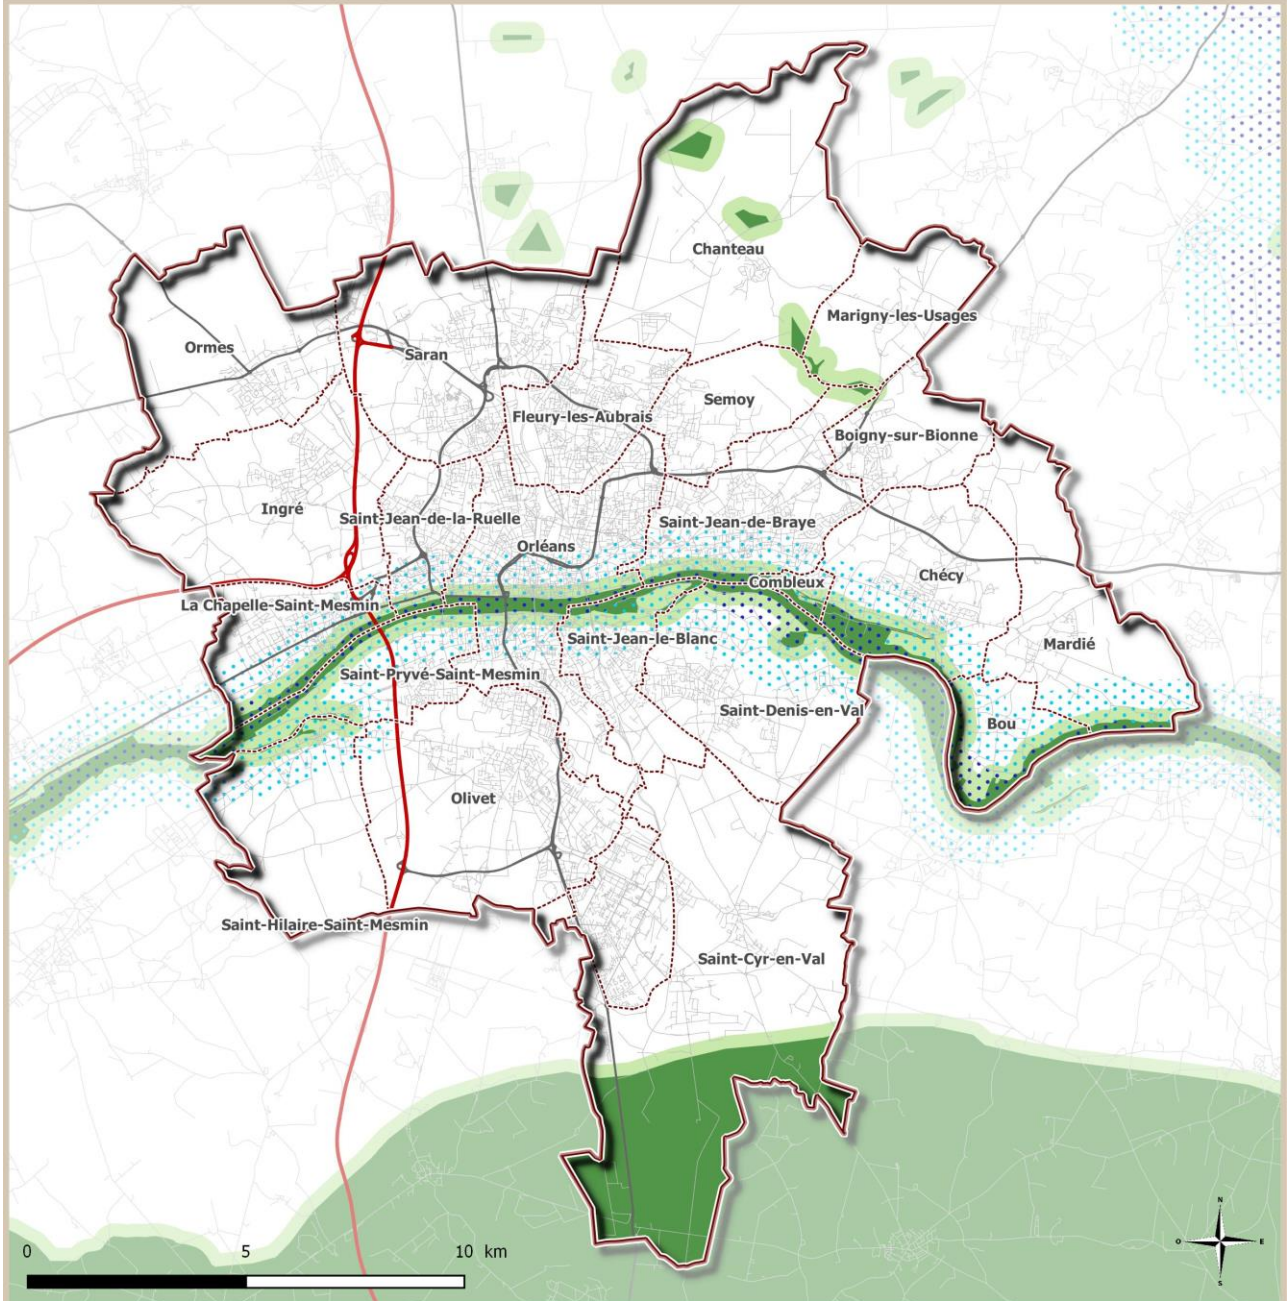 Chanteau
Marigny-les-Usages
Ormes
Saran
Semoy
Fleury-les-Aubrais
Boigny-sur-Bionne
Ingré
Saint-Jean-de-la-Ruelle
Saint-Jean-de-Braye
Orléans
Chécy
Combleux
La Chapelle-Saint-Mesmin
Saint-Jean-le-Blanc
Mardié
Saint-Pryvé-Saint-Mesmin
Saint-Denis-en-Val
Bou
Olivet
Saint-Hilaire-Saint-Mesmin
Saint-Cyr-en-Val
N
O E
S
0 5 10 km